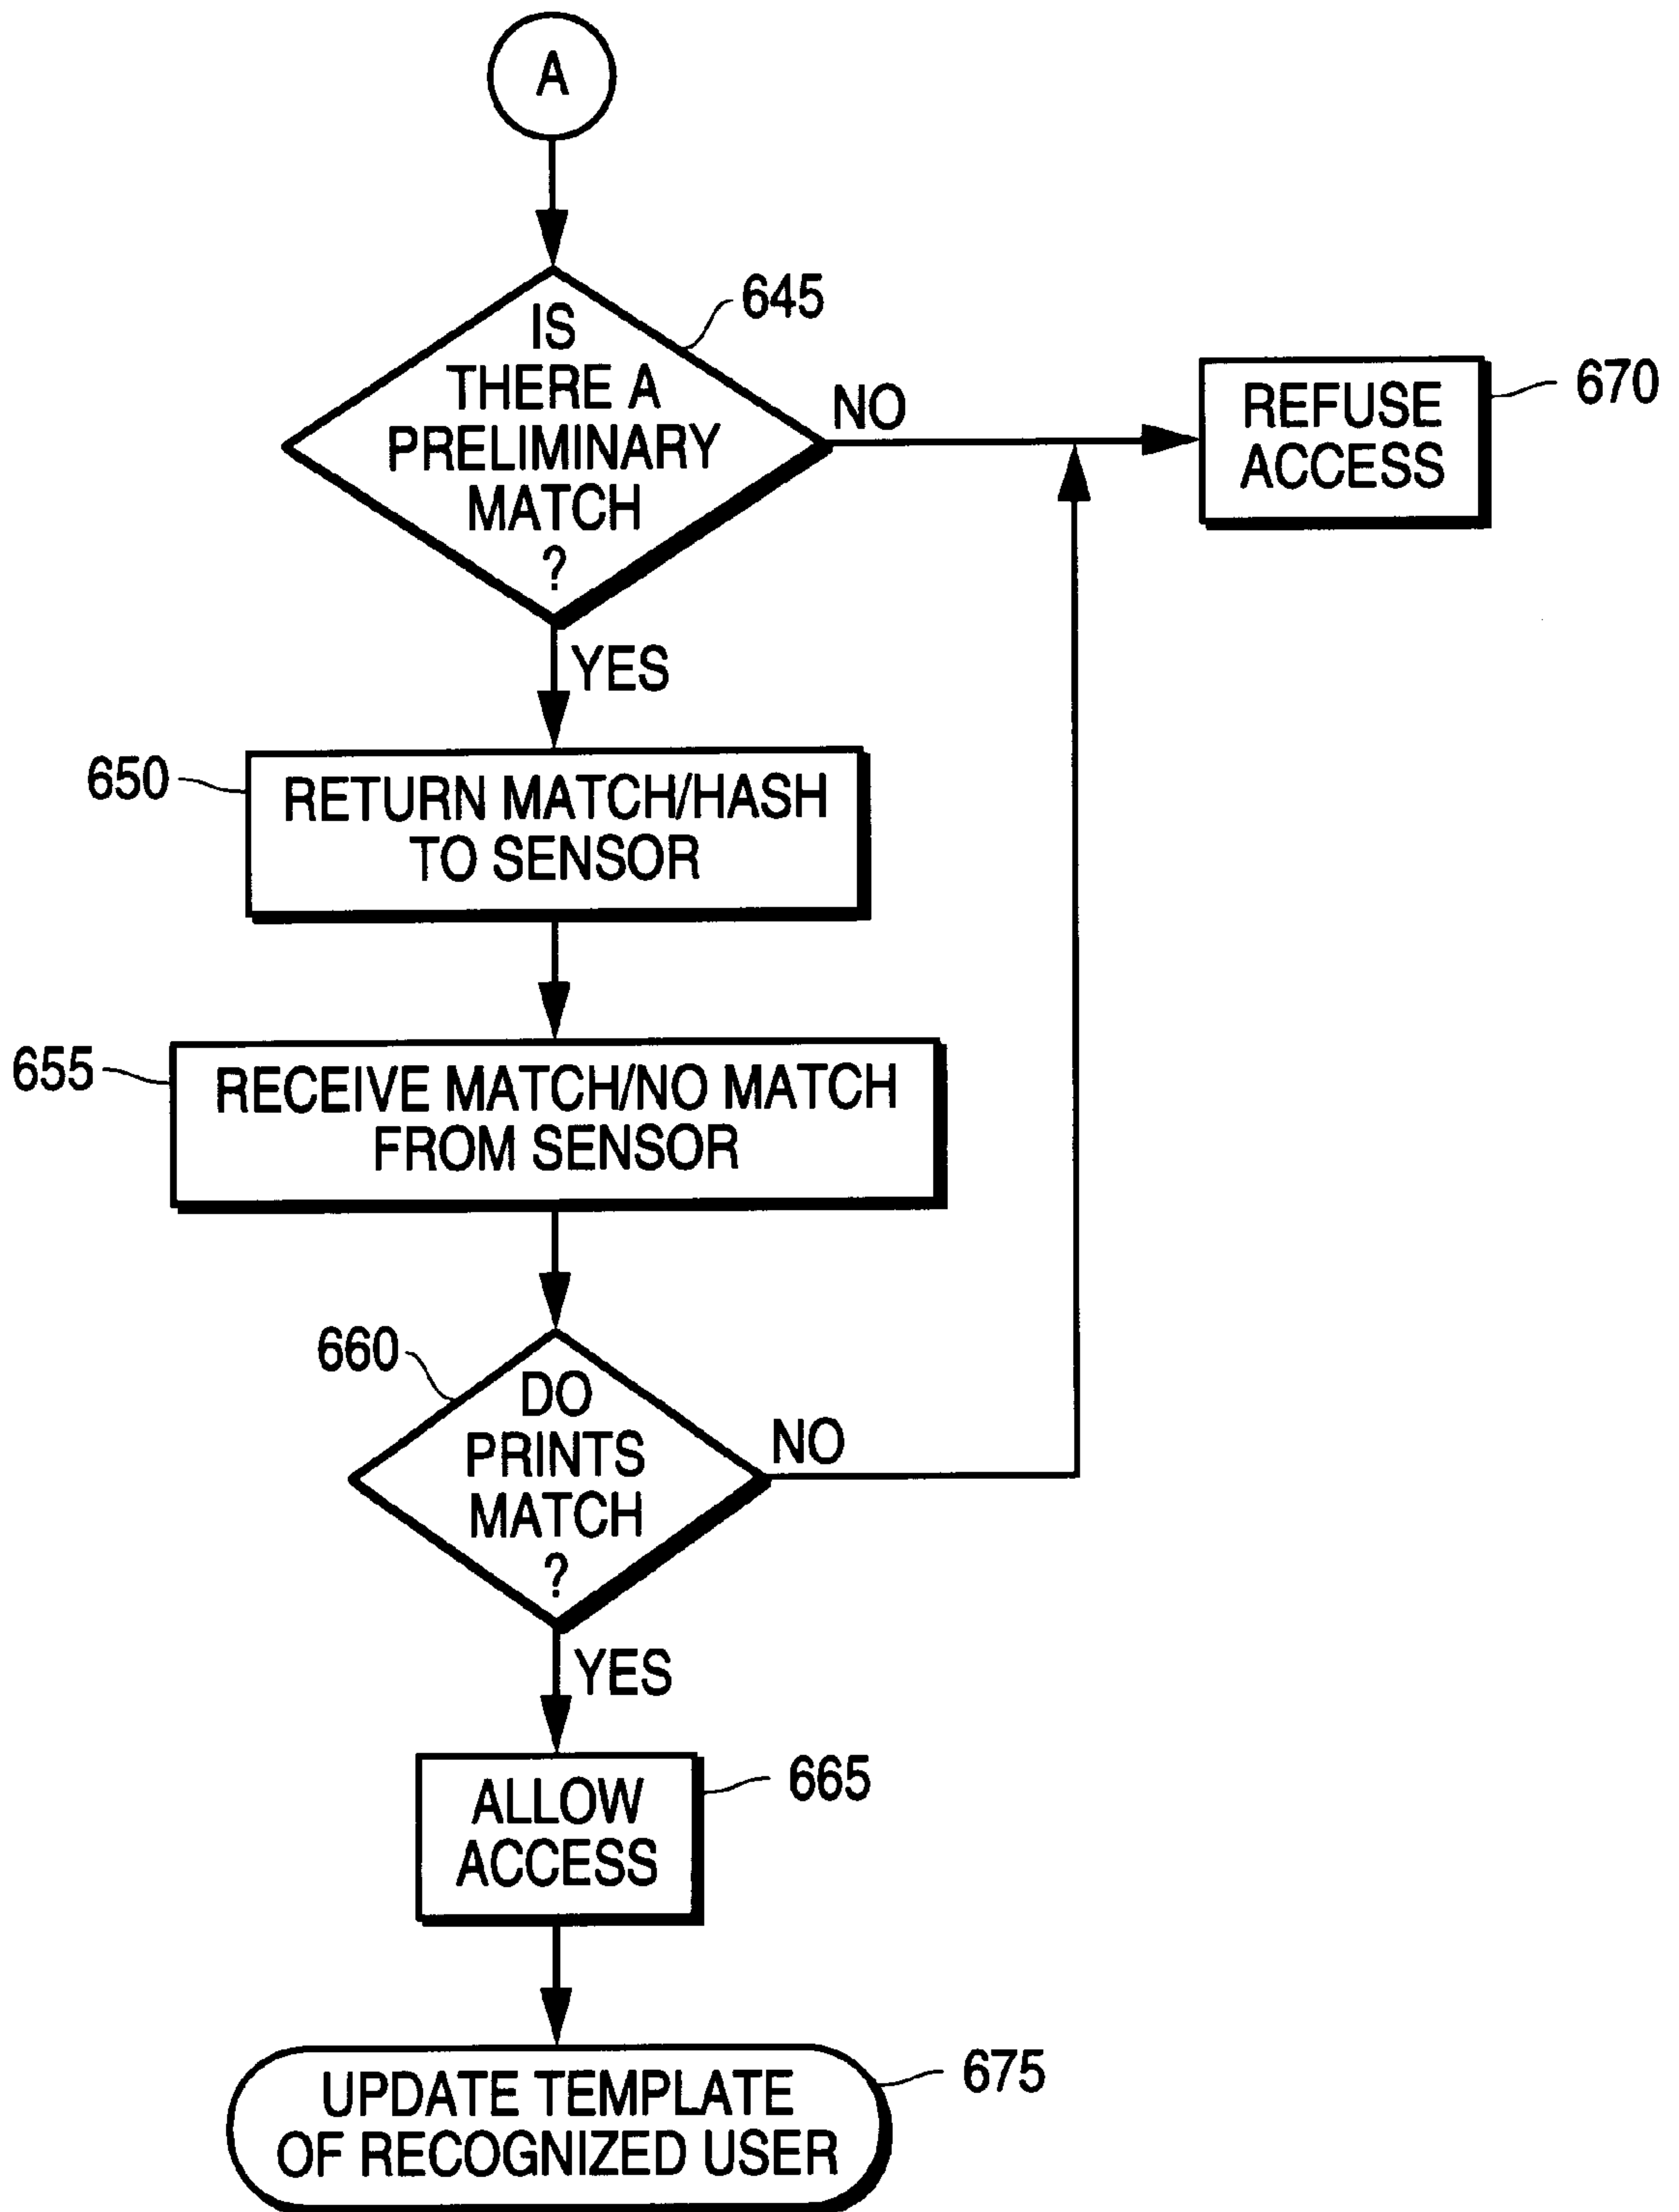 A
645
IS
THERE A
PRELIMINARY
MATCH
?
NO
REFUSE
ACCESS
670
YES
650
RETURN MATCH/HASH
TO SENSOR
655
RECEIVE MATCH/NO MATCH
FROM SENSOR
660
DO
PRINTS
MATCH
?
NO
YES
ALLOW
ACCESS
665
UPDATE TEMPLATE
OF RECOGNIZED USER
675